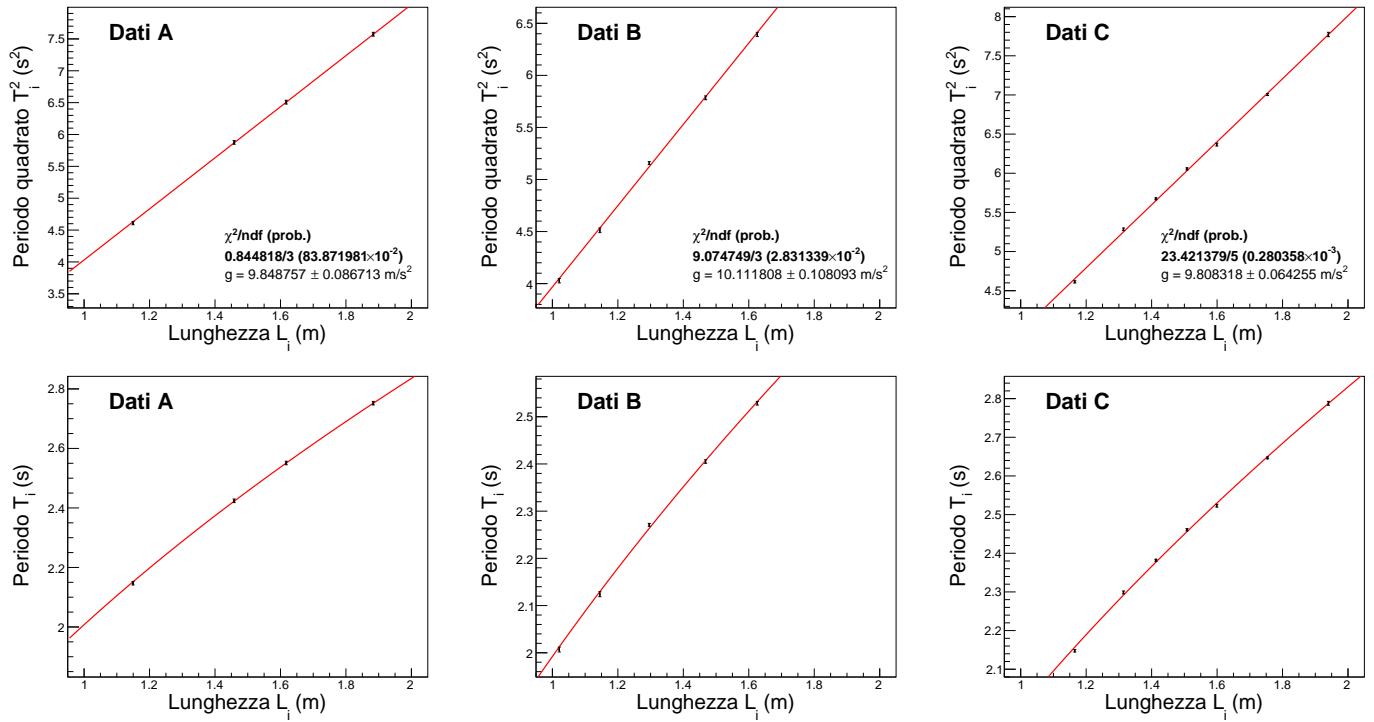 Dati A
Periodo quadrato T_i^2 (s^2)
7.5
7
6.5
6
5.5
5
4.5
4
3.5
χ²/ndf (prob.)
0.844818/3 (83.871981×10⁻²)
g = 9.848757 ± 0.086713 m/s²
1 1.2 1.4 1.6 1.8 2
Lunghezza L_i (m)
Dati B
Periodo quadrato T_i^2 (s^2)
6.5
6
5.5
5
4.5
4
χ²/ndf (prob.)
9.074749/3 (2.831339×10⁻²)
g = 10.111808 ± 0.108093 m/s²
1 1.2 1.4 1.6 1.8 2
Lunghezza L_i (m)
Dati C
Periodo quadrato T_i^2 (s^2)
8
7.5
7
6.5
6
5.5
5
4.5
χ²/ndf (prob.)
23.421379/5 (0.280358×10⁻³)
g = 9.808318 ± 0.064255 m/s²
1 1.2 1.4 1.6 1.8 2
Lunghezza L_i (m)
Dati A
Periodo T_i (s)
2.8
2.6
2.4
2.2
2
1 1.2 1.4 1.6 1.8 2
Lunghezza L_i (m)
Dati B
Periodo T_i (s)
2.5
2.4
2.3
2.2
2.1
2
1 1.2 1.4 1.6 1.8 2
Lunghezza L_i (m)
Dati C
Periodo T_i (s)
2.8
2.7
2.6
2.5
2.4
2.3
2.2
2.1
1 1.2 1.4 1.6 1.8 2
Lunghezza L_i (m)